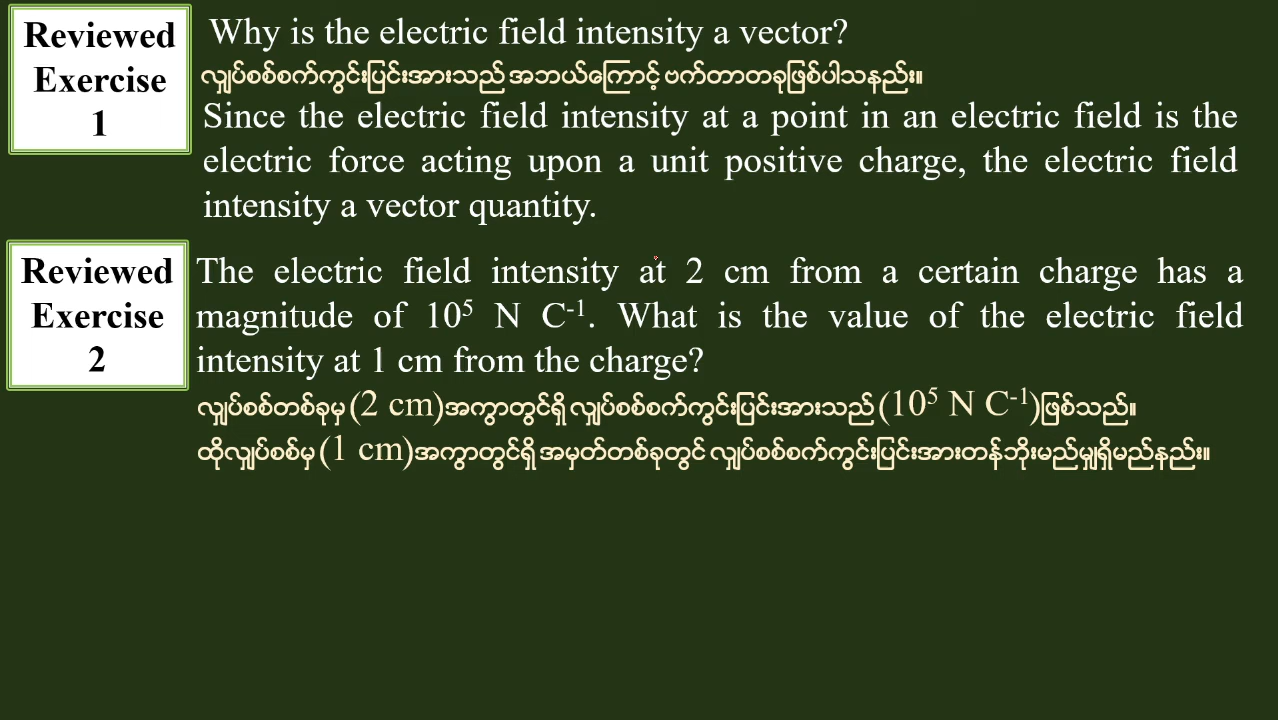 Reviewed
Exercise
1
Why is the electric field intensity a vector?
လျှပ်စစ်စက်ကွင်းပြင်းအားသည် အဘယ်ကြောင့် ဗက်တာတခုဖြစ်ပါသနည်း။
Since the electric field intensity at a point in an electric field is the
electric force acting upon a unit positive charge, the electric field
intensity a vector quantity.
Reviewed
Exercise
2
The electric field intensity at 2 cm from a certain charge has a
magnitude of 10⁵ N C⁻¹. What is the value of the electric field
intensity at 1 cm from the charge?
လျှပ်စစ်တစ်ခုမှ (2 cm)အကွာတွင်ရှိ လျှပ်စစ်စက်ကွင်းပြင်းအားသည် (10⁵ N C⁻¹)ဖြစ်သည်။
ထိုလျှပ်စစ်မှ (1 cm)အကွာတွင်ရှိ အမှတ်တစ်ခုတွင် လျှပ်စစ်စက်ကွင်းပြင်းအားတန်ဘိုးမည်မျှရှိမည်နည်း။